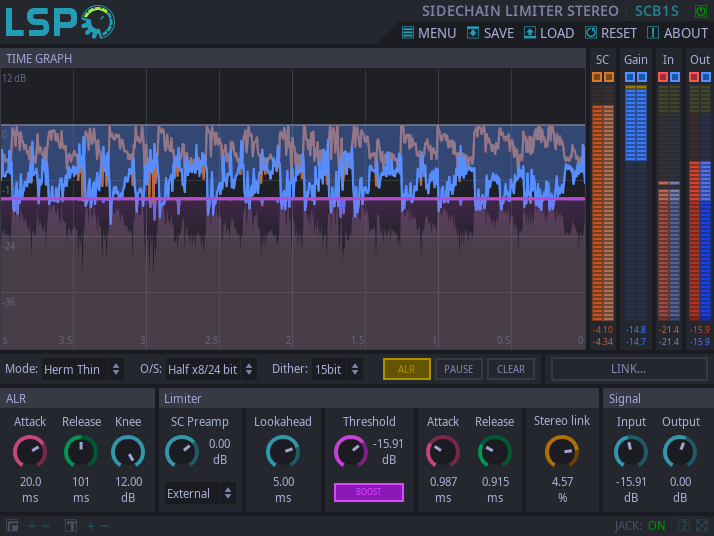 LSP
SIDECHAIN LIMITER STEREO SCB1S
MENU SAVE LOAD RESET ABOUT
TIME GRAPH
SC Gain In Out
12 dB
0
-24
-36
s 3.5 3 2.5 2 1.5 1 0.5 0
-4.10 -14.8 -21.4 -15.9
-4.34 -14.7 -21.4 -15.9
Mode: Herm Thin O/S: Half x8/24 bit Dither: 15bit ALR PAUSE CLEAR LINK...
ALR Limiter Signal
Attack Release Knee SC Preamp Lookahead Threshold Attack Release Stereo link Input Output
0.00 dB
-15.91 dB
20.0 ms 101 ms 12.00 dB External 5.00 ms BOOST 0.987 ms 0.915 ms 4.57 % -15.91 dB 0.00 dB
JACK: ON ?